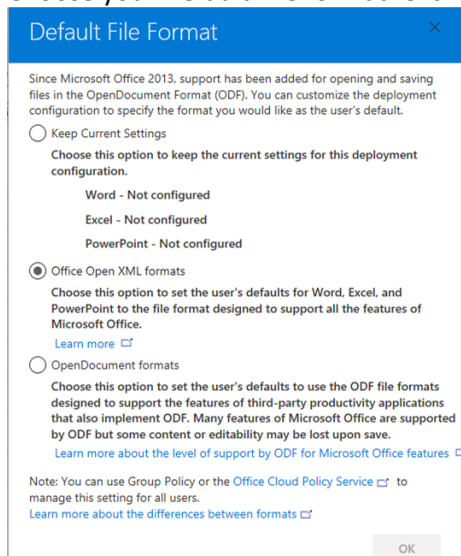 Default File Format
Since Microsoft Office 2013, support has been added for opening and saving
files in the OpenDocument Format (ODF). You can customize the deployment
configuration to specify the format you would like as the user's default.
Keep Current Settings
Choose this option to keep the current settings for this deployment
configuration.
Word - Not configured
Excel - Not configured
PowerPoint - Not configured
Office Open XML formats
Choose this option to set the user's defaults for Word, Excel, and
PowerPoint to the file format designed to support all the features of
Microsoft Office.
Learn more
OpenDocument formats
Choose this option to set the user's defaults to use the ODF file formats
designed to support the features of third-party productivity applications
that also implement ODF. Many features of Microsoft Office are supported
by ODF but some content or editability may be lost upon save.
Learn more about the level of support by ODF for Microsoft Office features
Note: You can use Group Policy or the Office Cloud Policy Service to
manage this setting for all users.
Learn more about the differences between formats
OK